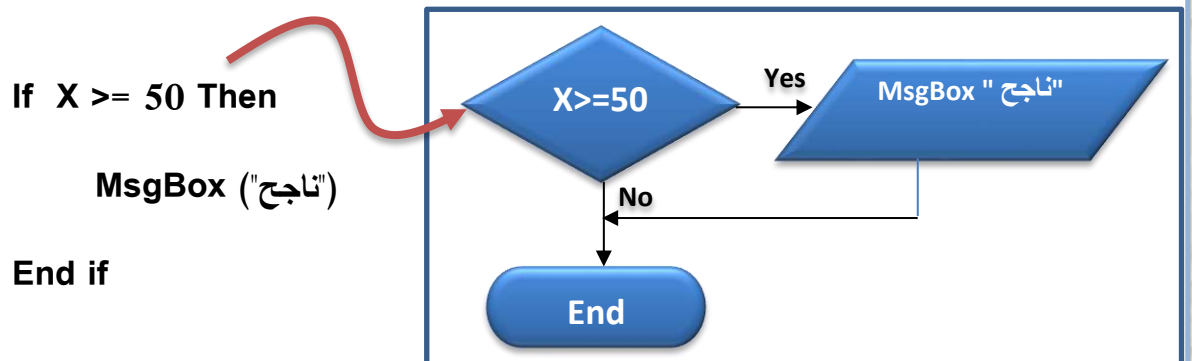 If X >= 50 Then
MsgBox ("ناجح")
End if
X>=50
Yes
MsgBox "ناجح"
No
End